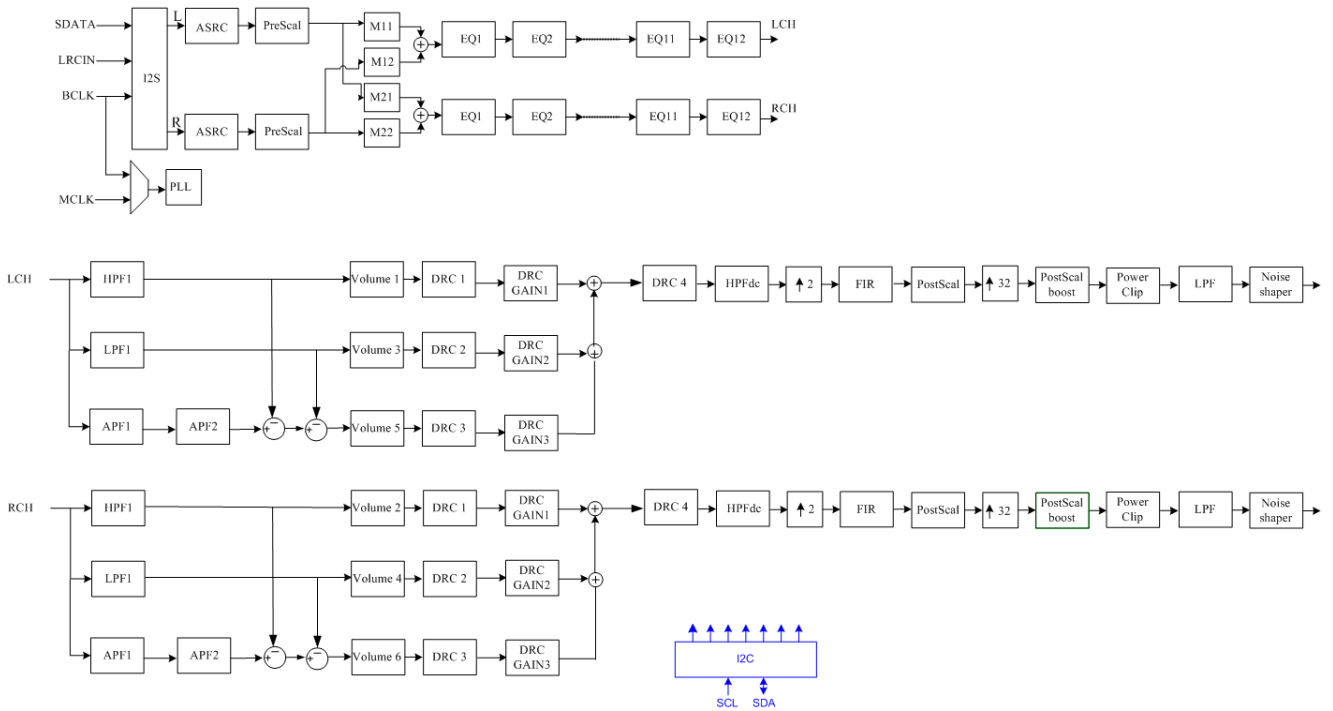 SDATA
LRCIN
BCLK
MCLK
I2S
L
R
ASRC
PreScal
ASRC
PreScal
PLL
M11
M12
M21
M22
EQ1
EQ2
EQ11
EQ12
LCH
EQ1
EQ2
EQ11
EQ12
RCH
LCH
HPF1
Volume 1
DRC 1
DRC
GAIN1
DRC 4
HPFdc
2
FIR
PostScal
32
PostScal
boost
Power
Clip
LPF
Noise
shaper
LPF1
Volume 3
DRC 2
DRC
GAIN2
APF1
APF2
Volume 5
DRC 3
DRC
GAIN3
RCH
HPF1
Volume 2
DRC 1
DRC
GAIN1
DRC 4
HPFdc
2
FIR
PostScal
32
PostScal
boost
Power
Clip
LPF
Noise
shaper
LPF1
Volume 4
DRC 2
DRC
GAIN2
APF1
APF2
Volume 6
DRC 3
DRC
GAIN3
I2C
SCL
SDA